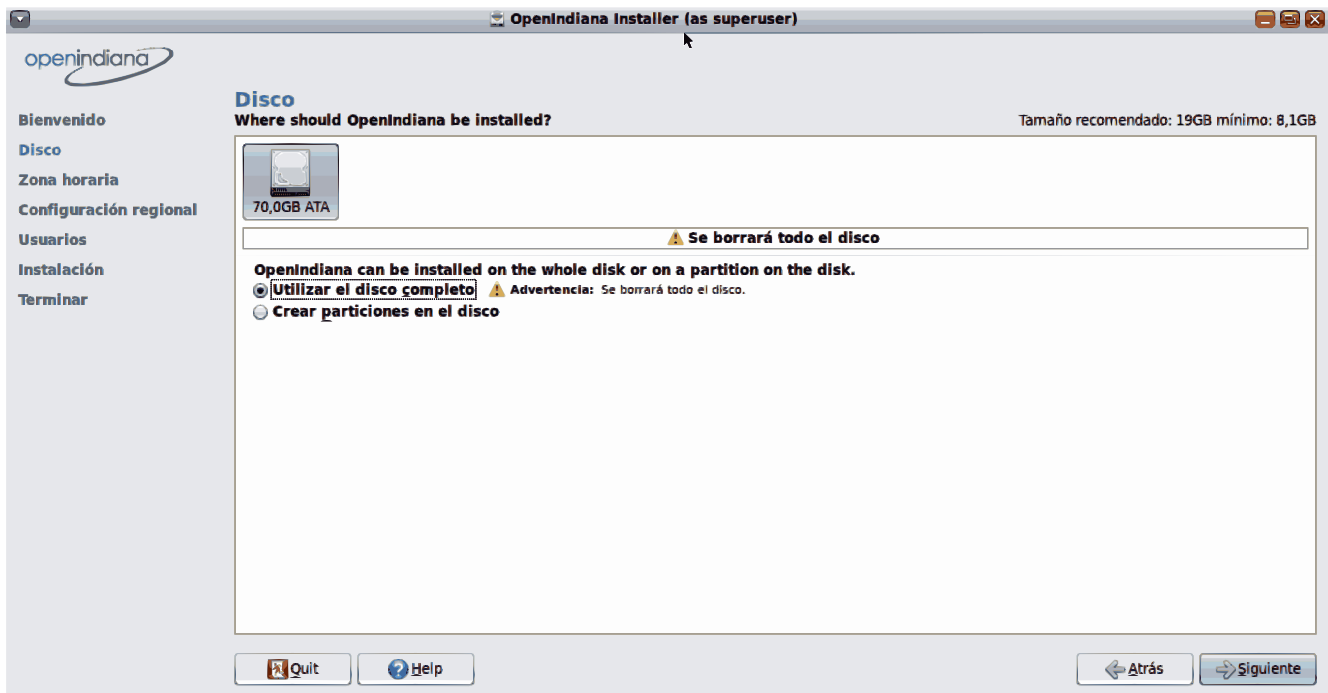 OpenIndiana Installer (as superuser)
openindiana
Disco
Where should OpenIndiana be installed?
Tamaño recomendado: 19GB mínimo: 8,1GB
Bienvenido
Disco
Zona horaria
Configuración regional
Usuarios
Instalación
Terminar
70,0GB ATA
Se borrará todo el disco
OpenIndiana can be installed on the whole disk or on a partition on the disk.
Utilizar el disco completo Advertencia: Se borrará todo el disco.
Crear particiones en el disco
Quit Help Atrás Siguiente